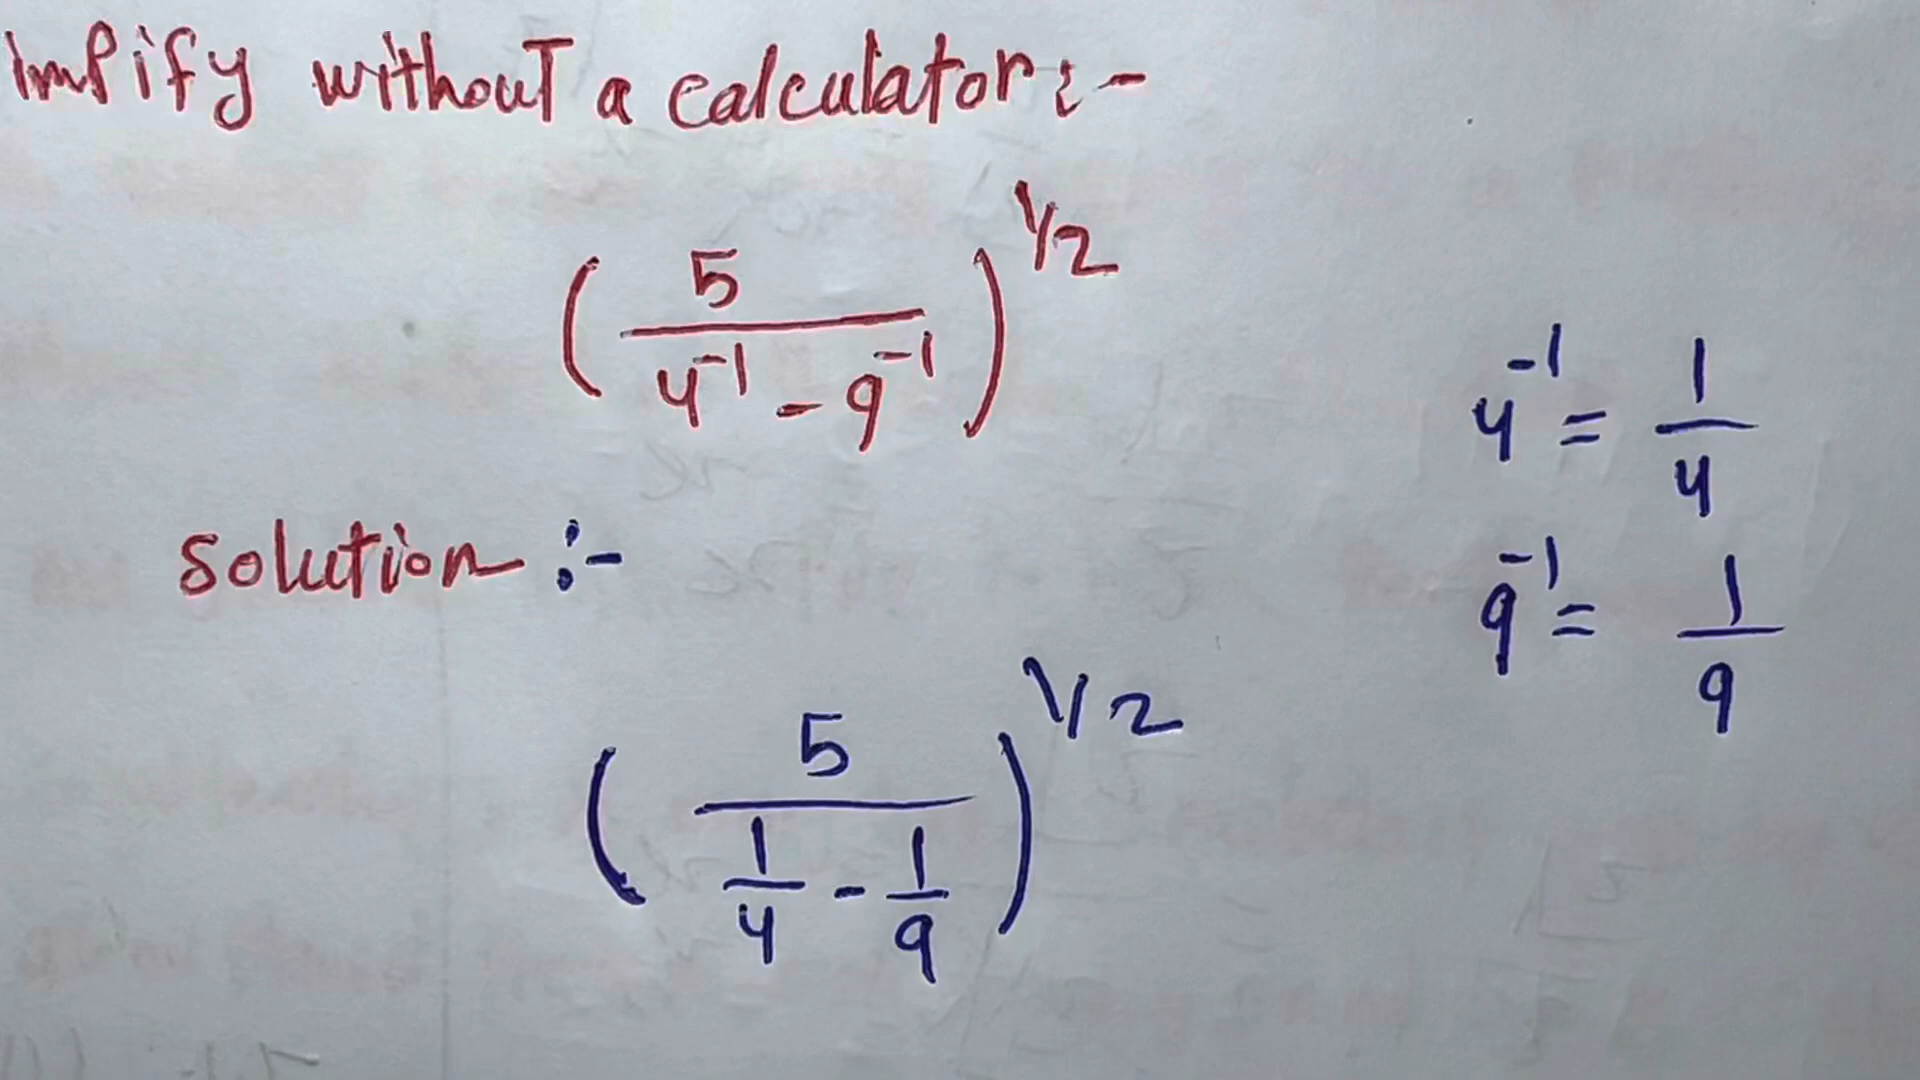 impify without a calculator:-
(5/(4^-1 - 9^-1))^1/2
4^-1 = 1/4
solution :-
9^-1 = 1/9
(5/(1/4 - 1/9))^1/2